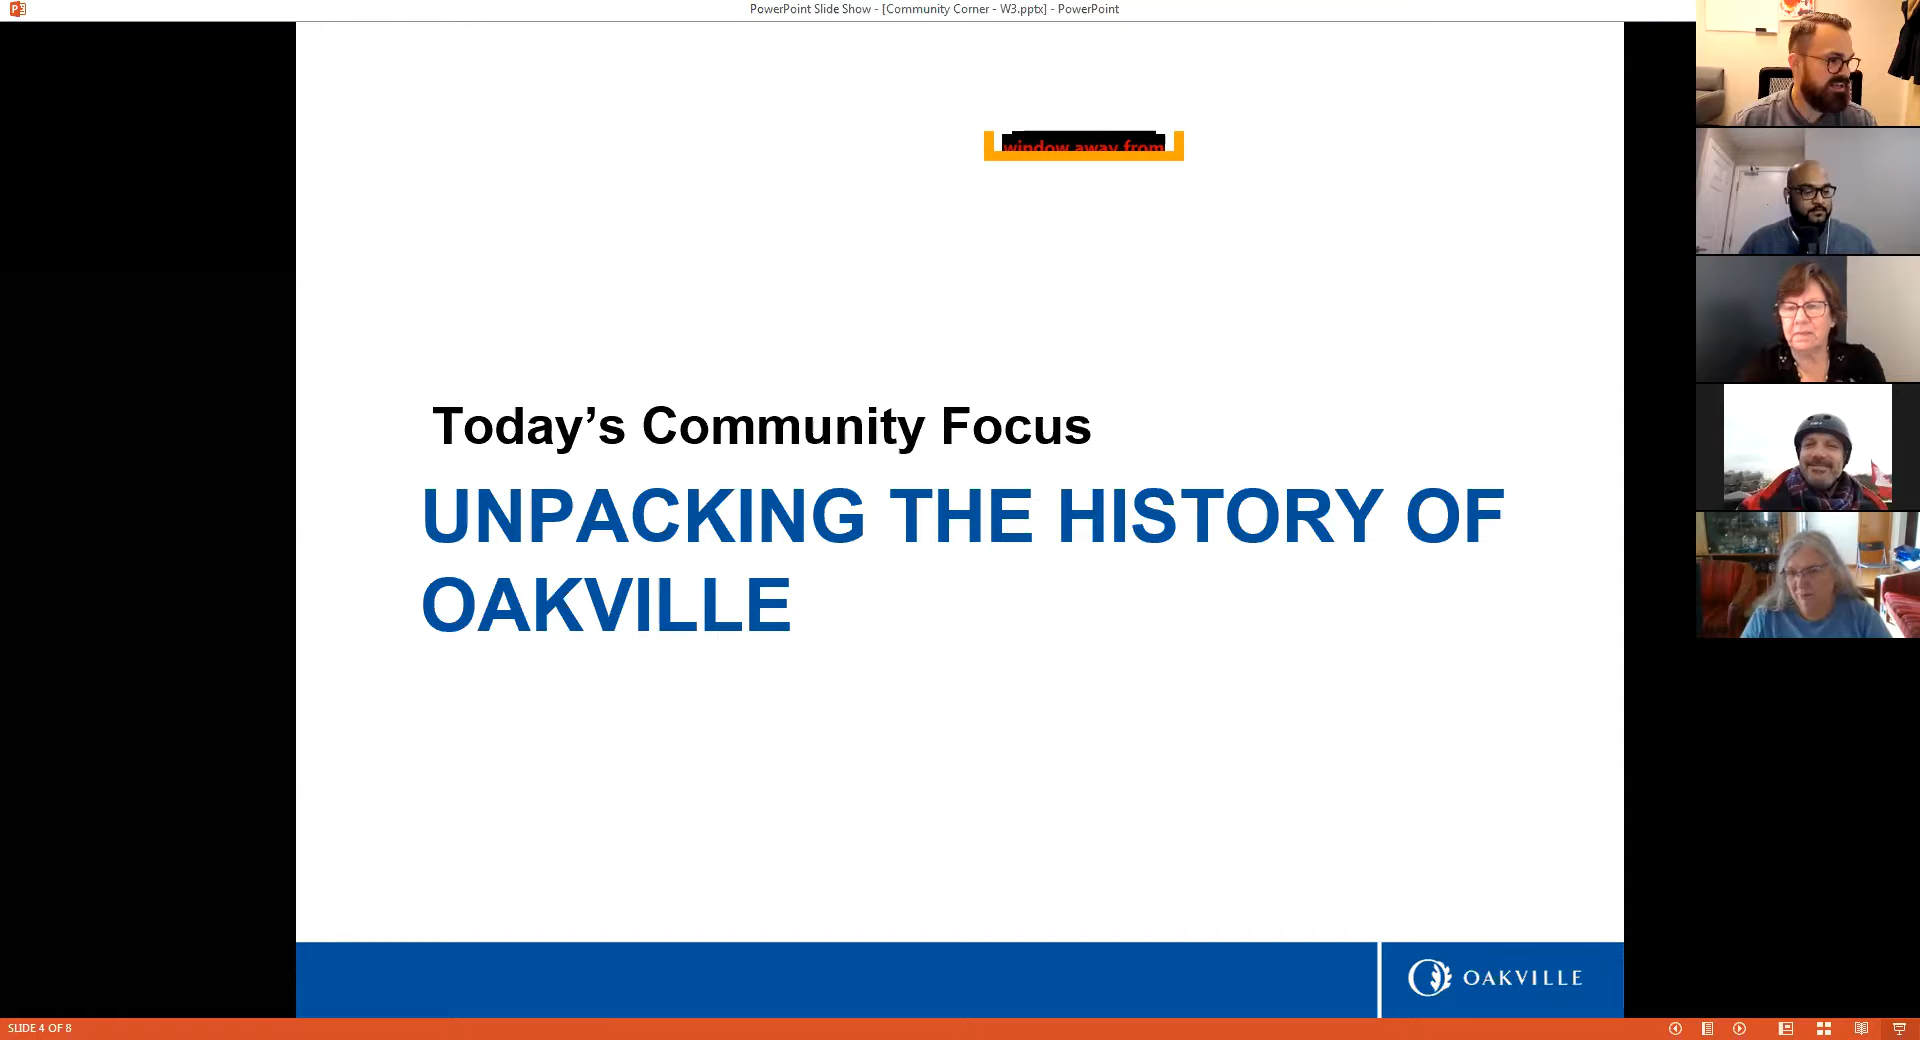 PowerPoint Slide Show - [Community Corner - W3.pptx] - PowerPoint
window away from
Today’s Community Focus
UNPACKING THE HISTORY OF
OAKVILLE
OAKVILLE
SLIDE 4 OF 8